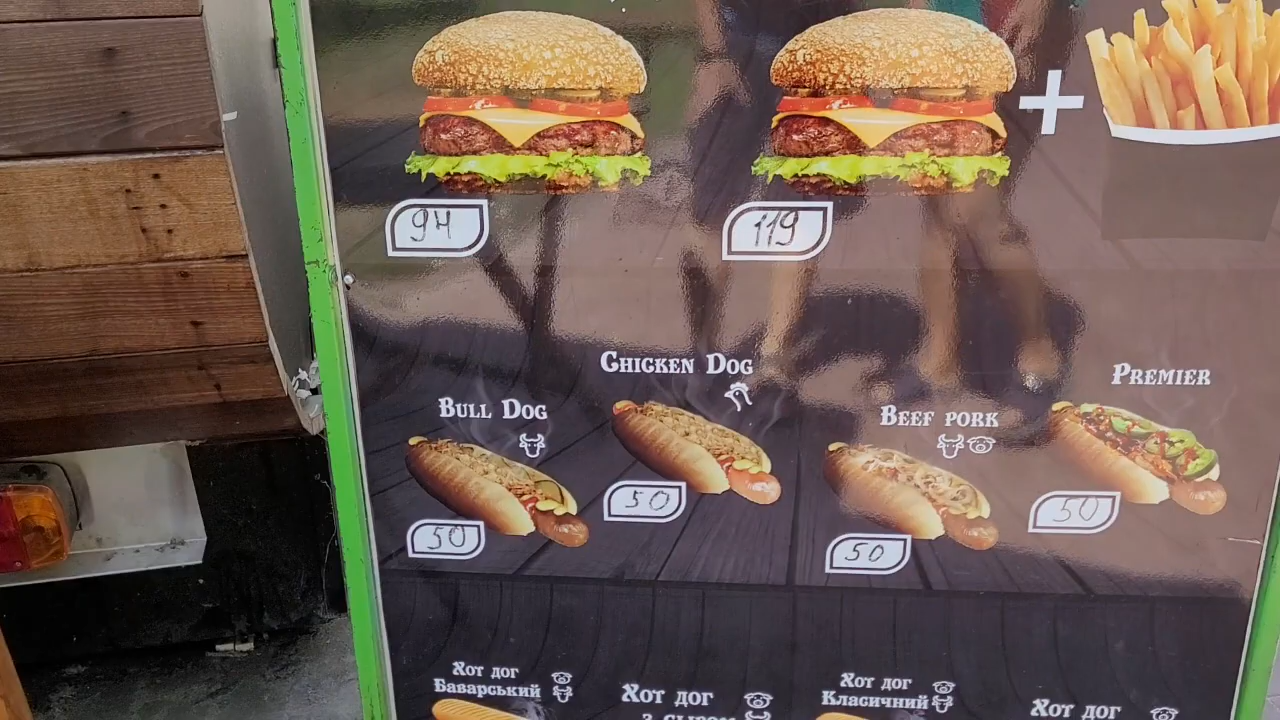 94
119
+
Chicken Dog
Premier
Bull Dog
Beef pork
50
50
50
50
Хот дог
Баварський
Хот дог
з сыром
Хот дог
Класичний
Хот дог